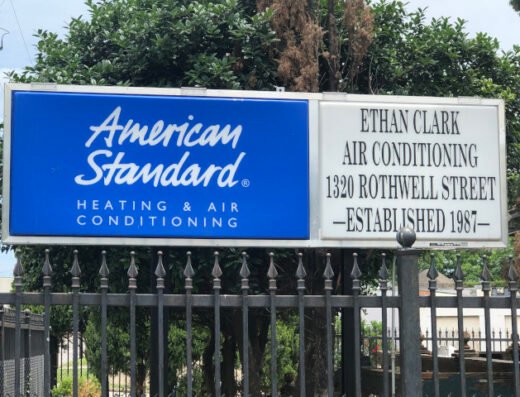 American
Standard®
HEATING & AIR
CONDITIONING
ETHAN CLARK
AIR CONDITIONING
1320 ROTHWELL STREET
—ESTABLISHED 1987—